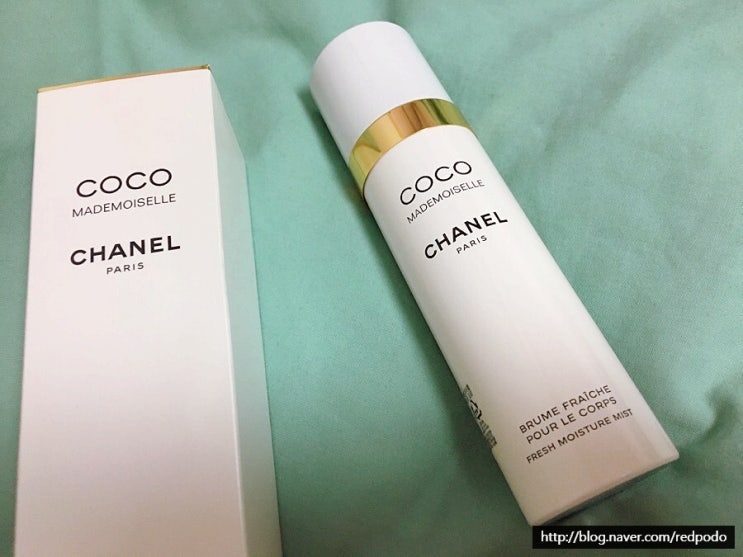 COCO
MADEMOISELLE
CHANEL
PARIS
COCO
MADEMOISELLE
CHANEL
PARIS
BRUME FRAÎCHE
POUR LE CORPS
FRESH MOISTURE MIST
http://blog.naver.com/redpodo